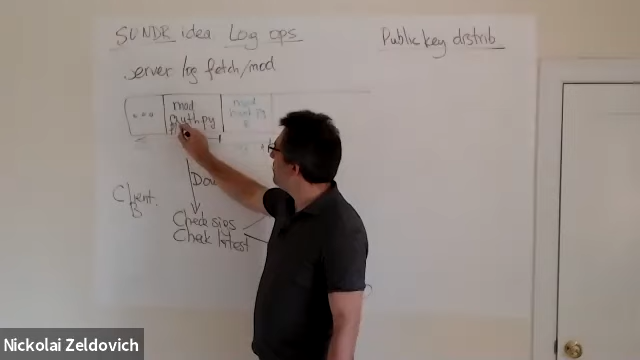 SUNDR idea Log ops
Public key distrib
server log fetch/mod
... mod
auth.py
mod
Client
B
Check sigs
Check latest
Nickolai Zeldovich